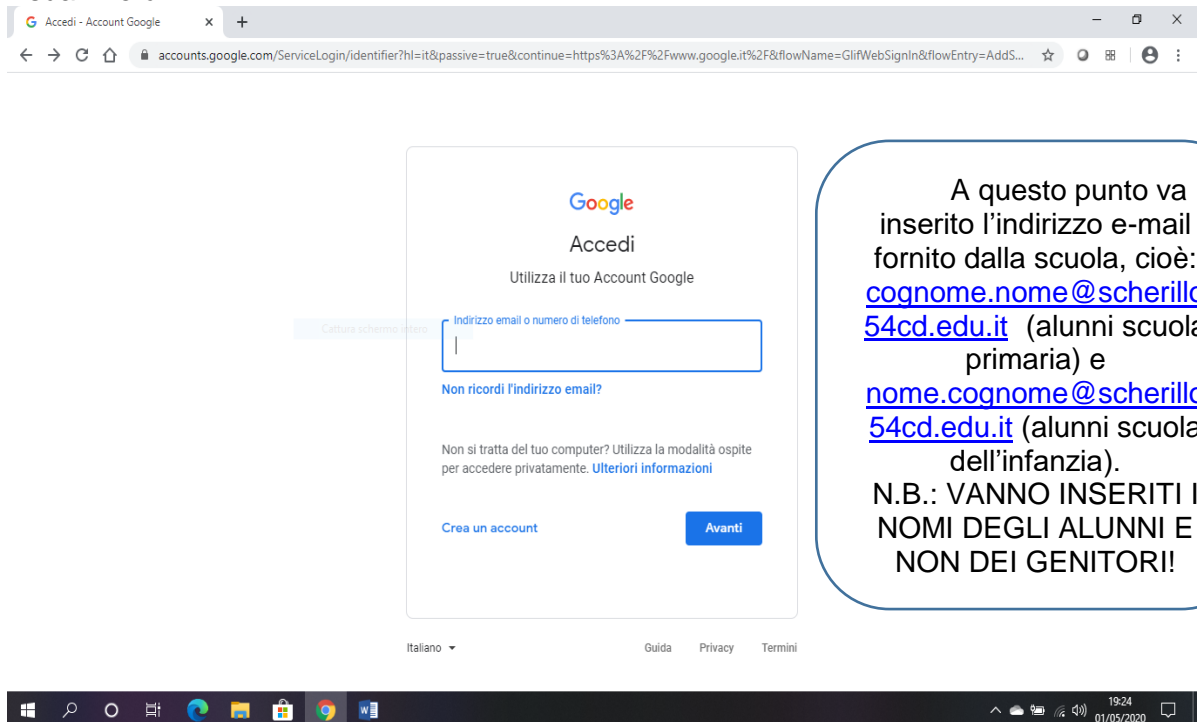 Accedi - Account Google
accounts.google.com/ServiceLogin/identifier?hl=it&passive=true&continue=https%3A%2F%2Fwww.google.it%2F&flowName=GlifWebSignIn&flowEntry=AddS...
Google
Accedi
Utilizza il tuo Account Google
Cattura schermo intero
Indirizzo email o numero di telefono
Non ricordi l'indirizzo email?
Non si tratta del tuo computer? Utilizza la modalità ospite
per accedere privatamente. Ulteriori informazioni
Crea un account
Avanti
Italiano
Guida Privacy Termini
A questo punto va
inserito l’indirizzo e-mail
fornito dalla scuola, cioè:
cognome.nome@scherillo
54cd.edu.it (alunni scuola
primaria) e
nome.cognome@scherillo
54cd.edu.it (alunni scuola
dell’infanzia).
N.B.: VANNO INSERITI I
NOMI DEGLI ALUNNI E
NON DEI GENITORI!
19:24
01/05/2020